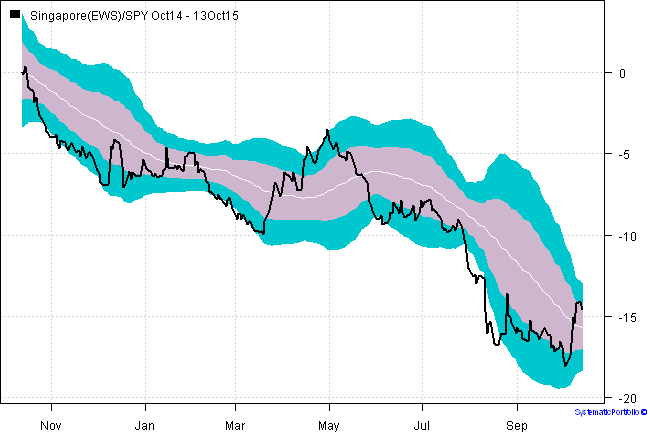 Singapore(EWS)/SPY Oct14 - 13Oct15
0
-5
-10
-15
-20
Nov Jan Mar May Jul Sep
SystematicPortfolio ©